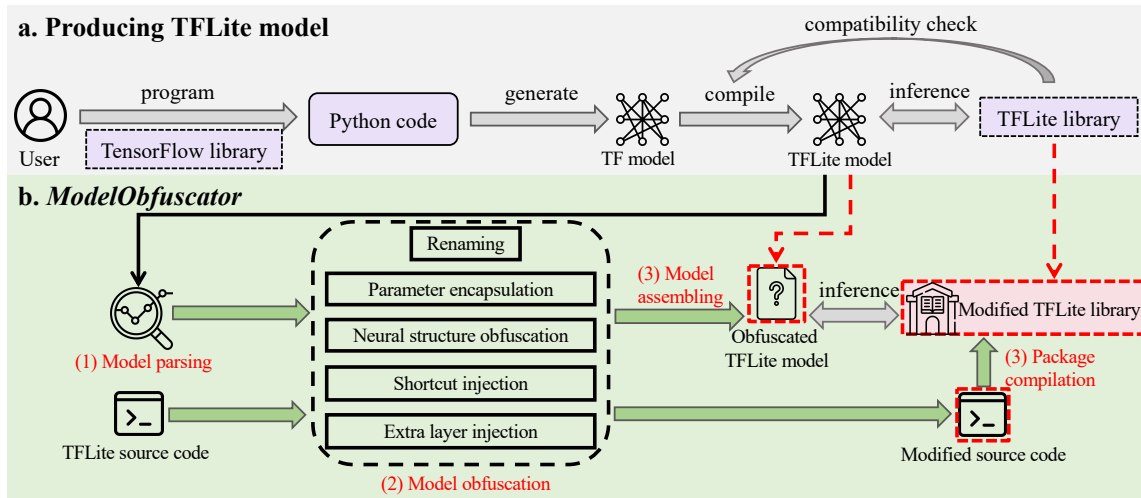 a. Producing TFLite model
compatibility check
program
generate
compile
inference
Python code
TensorFlow library
TFLite library
User
TF model
TFLite model
b. ModelObfuscator
Renaming
Parameter encapsulation
Neural structure obfuscation
Shortcut injection
Extra layer injection
(1) Model parsing
TFLite source code
(2) Model obfuscation
(3) Model
assembling
?
Obfuscated
TFLite model
inference
Modified TFLite library
(3) Package
compilation
Modified source code